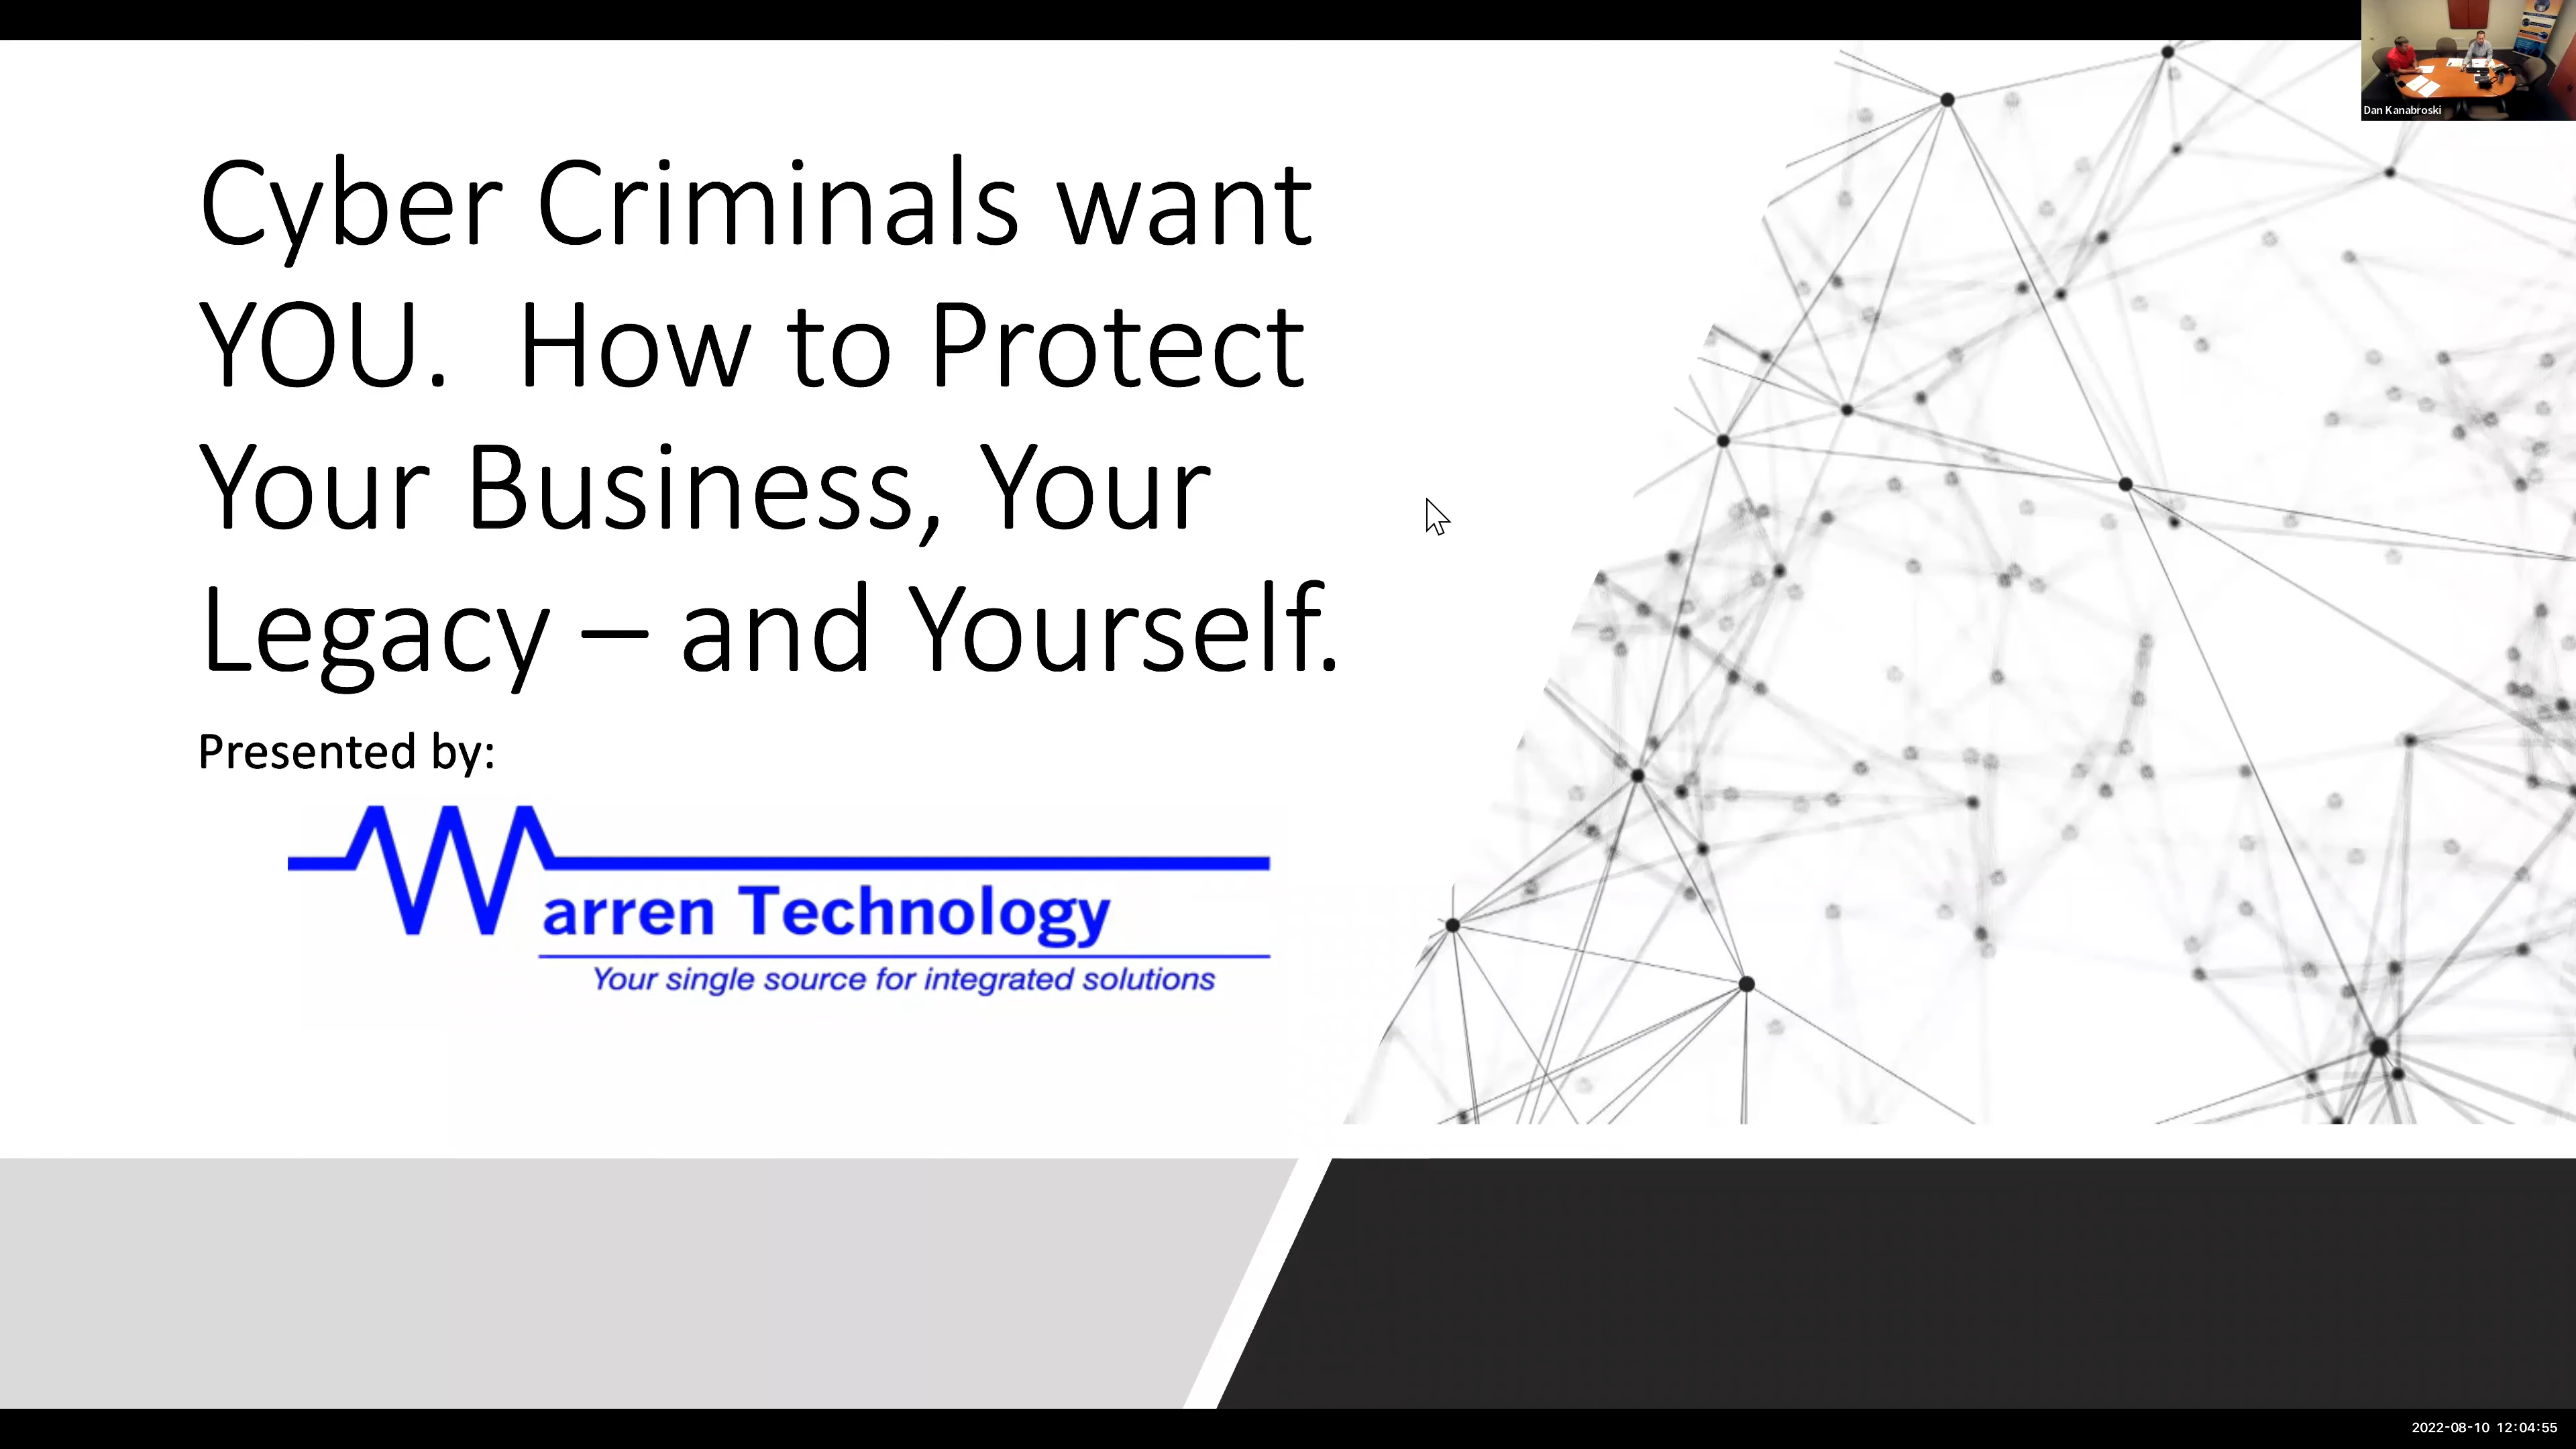 Dan Kanabroski
Cyber Criminals want
YOU.  How to Protect
Your Business, Your
Legacy – and Yourself.
Presented by:
Warren Technology
Your single source for integrated solutions
2022-08-10 12:04:55